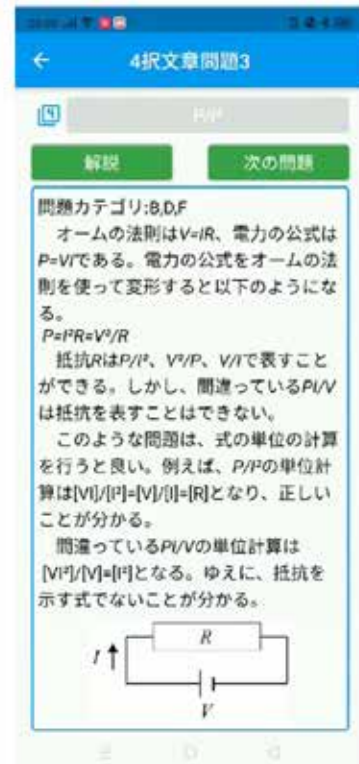 4択文章問題3
4
P/I²
解説
次の問題
問題カテゴリ:B,D,F
オームの法則はV=IR、電力の公式は
P=VIである。電力の公式をオームの法
則を使って変形すると以下のようにな
る。
P=I²R=V²/R
抵抗RはP/I²、V²/P、V/Iで表すこと
ができる。しかし、間違っているPI/V
は抵抗を表すことはできない。
このような問題は、式の単位の計算
を行うと良い。例えば、P/I²の単位計
算は[VI]/[I²]=[V]/[I]=[R]となり、正しい
ことが分かる。
間違っているPI/Vの単位計算は
[VI²]/[V]=[I²]となる。ゆえに、抵抗を
示す式でないことが分かる。
R
I
V